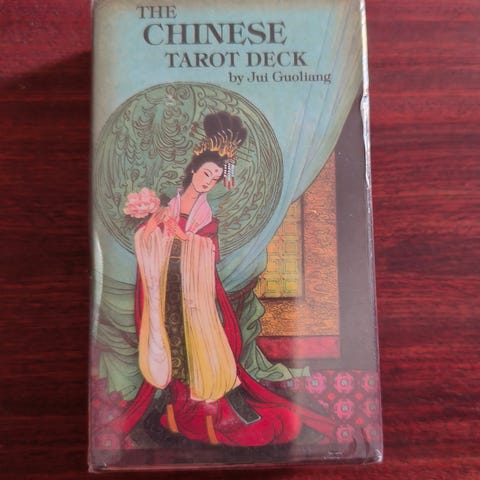 THE
CHINESE
TAROT DECK
by Jui Guoliang